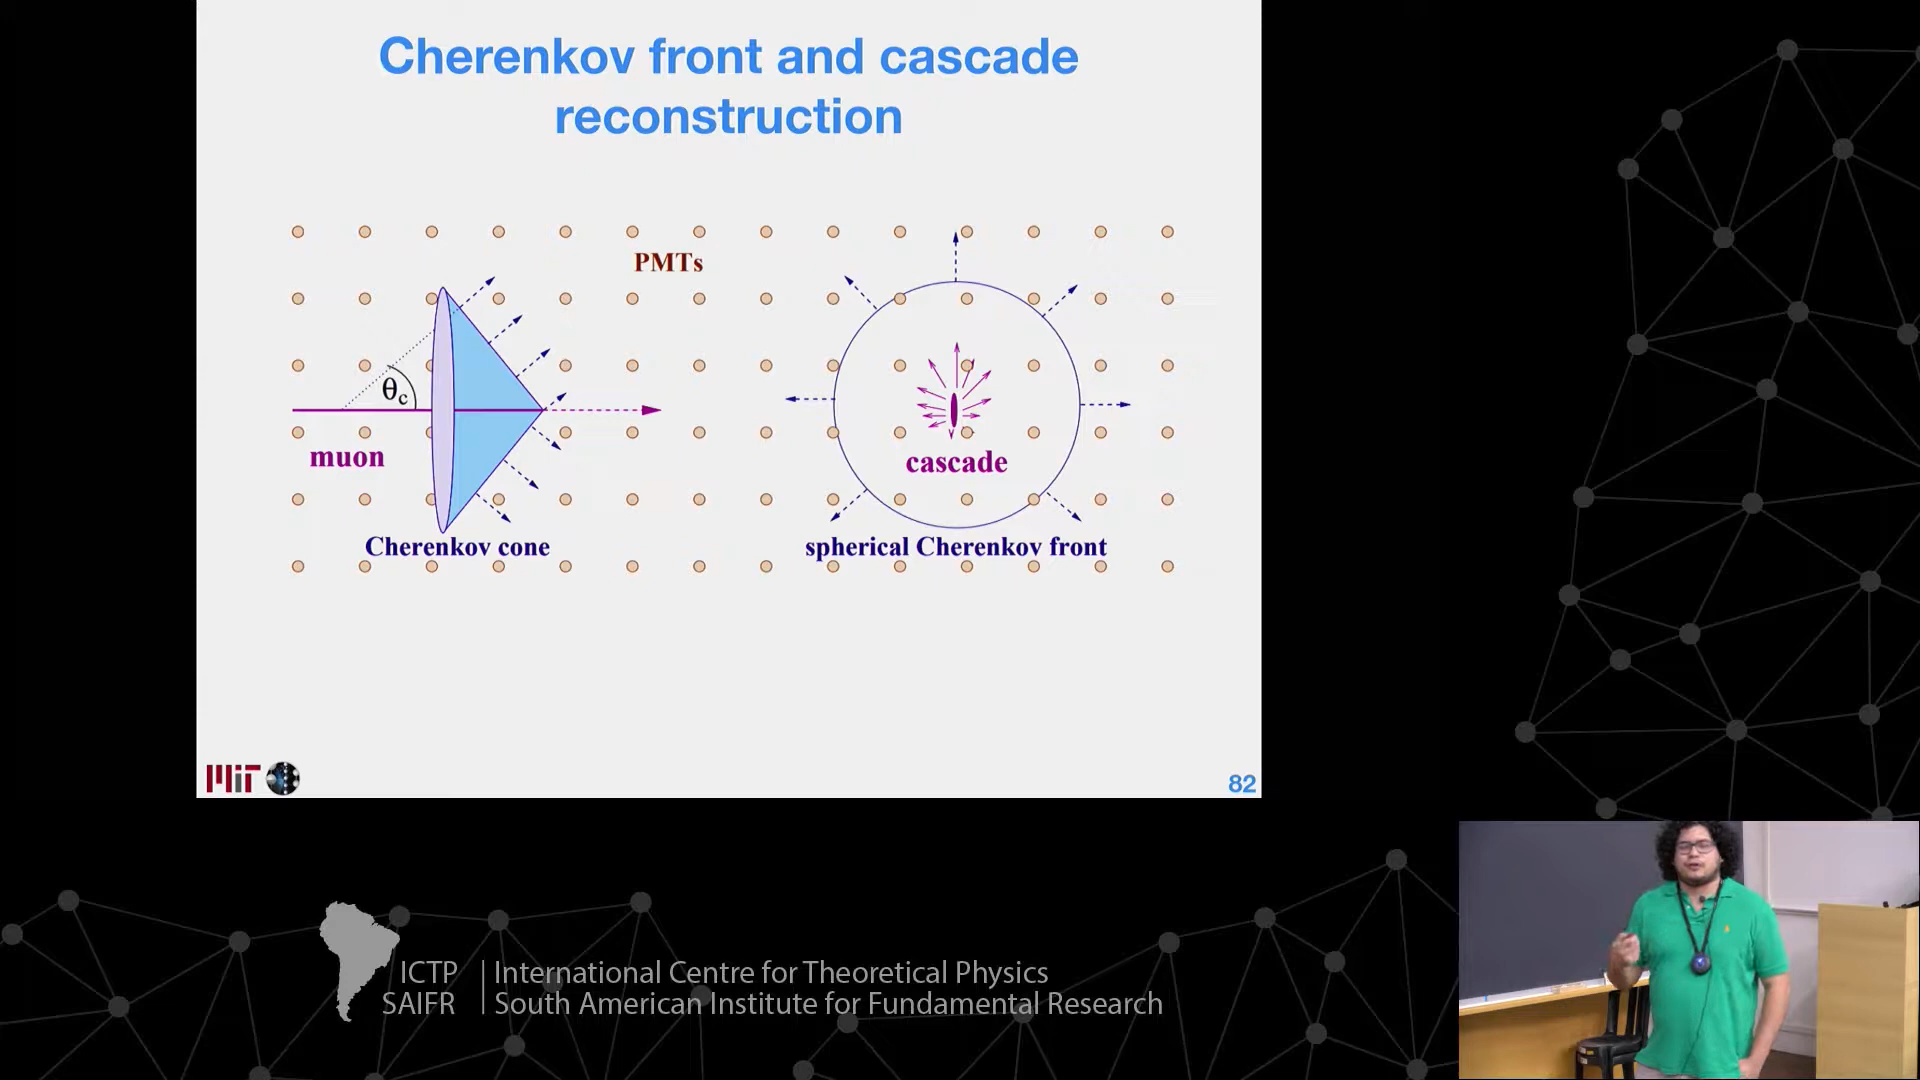 Cherenkov front and cascade
reconstruction
PMTs
θc
muon
cascade
Cherenkov cone
spherical Cherenkov front
MIT
82
ICTP
SAIFR
International Centre for Theoretical Physics
South American Institute for Fundamental Research